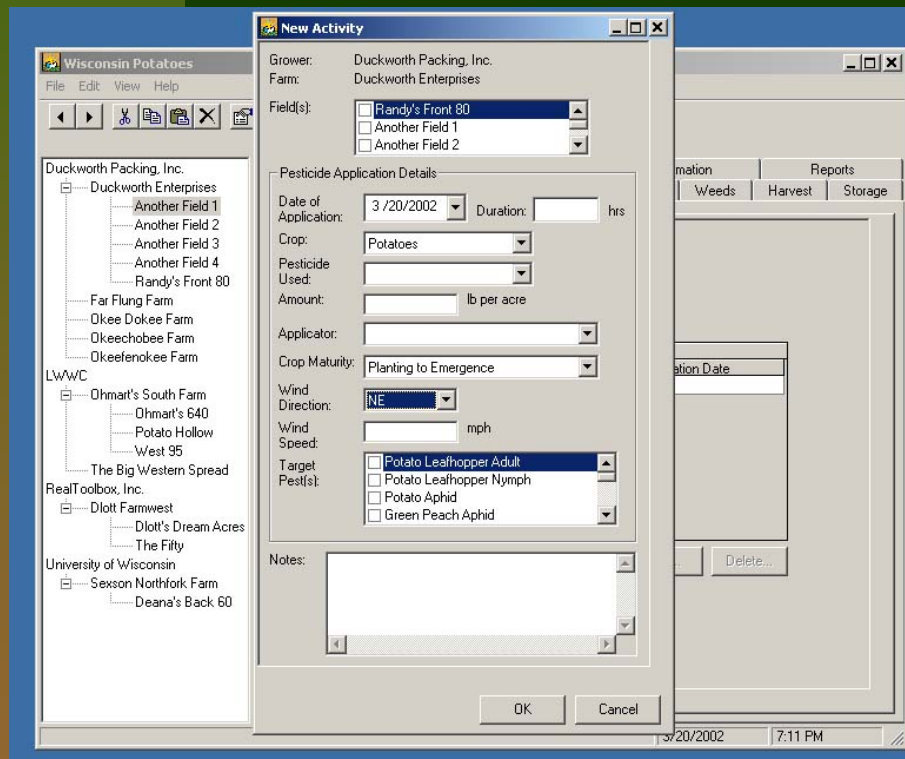 Wisconsin Potatoes
File Edit View Help
Duckworth Packing, Inc.
Duckworth Enterprises
Another Field 1
Another Field 2
Another Field 3
Another Field 4
Randy's Front 80
Far Flung Farm
Okee Dokee Farm
Okeechobee Farm
Okeefenokee Farm
LWWC
Ohmart's South Farm
Ohmart's 640
Potato Hollow
West 95
The Big Western Spread
RealToolbox, Inc.
Dlott Farmwest
Dlott's Dream Acres
The Fifty
University of Wisconsin
Sexson Northfork Farm
Deana's Back 60
New Activity
Grower: Duckworth Packing, Inc.
Farm: Duckworth Enterprises
Field(s): Randy's Front 80
Another Field 1
Another Field 2
Pesticide Application Details
Date of Application: 3 /20/2002 Duration: hrs
Crop: Potatoes
Pesticide Used:
Amount: lb per acre
Applicator:
Crop Maturity: Planting to Emergence
Wind Direction: NE
Wind Speed: mph
Target Pest(s): Potato Leafhopper Adult
Potato Leafhopper Nymph
Potato Aphid
Green Peach Aphid
Notes:
OK Cancel
mation Reports
Weeds Harvest Storage
ation Date
Delete...
3/20/2002 7:11 PM